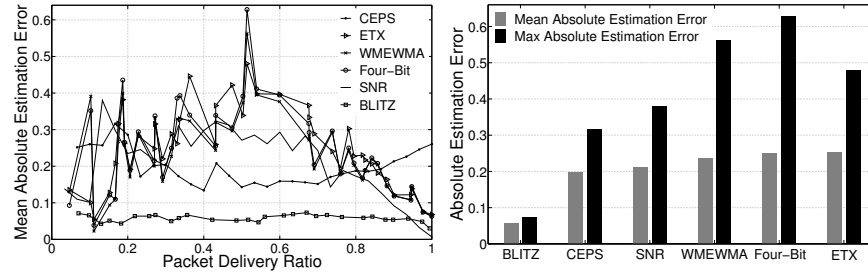 Mean Absolute Estimation Error
0.6
0.5
0.4
0.3
0.2
0.1
0
0
0.2
0.4
0.6
0.8
1
Packet Delivery Ratio
CEPS
ETX
WMEWMA
Four−Bit
SNR
BLITZ
Absolute Estimation Error
0.6
0.5
0.4
0.3
0.2
0.1
0
Mean Absolute Estimation Error
Max Absolute Estimation Error
BLITZ CEPS SNR WMEWMA Four−Bit ETX